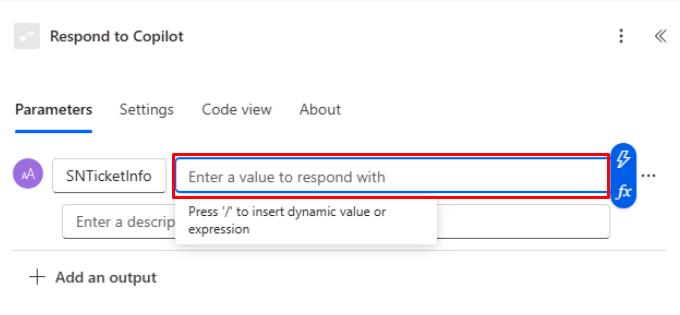 Respond to Copilot
Parameters Settings Code view About
AA SNTicketInfo Enter a value to respond with
fx
Enter a descrip
Press '/' to insert dynamic value or
expression
+ Add an output